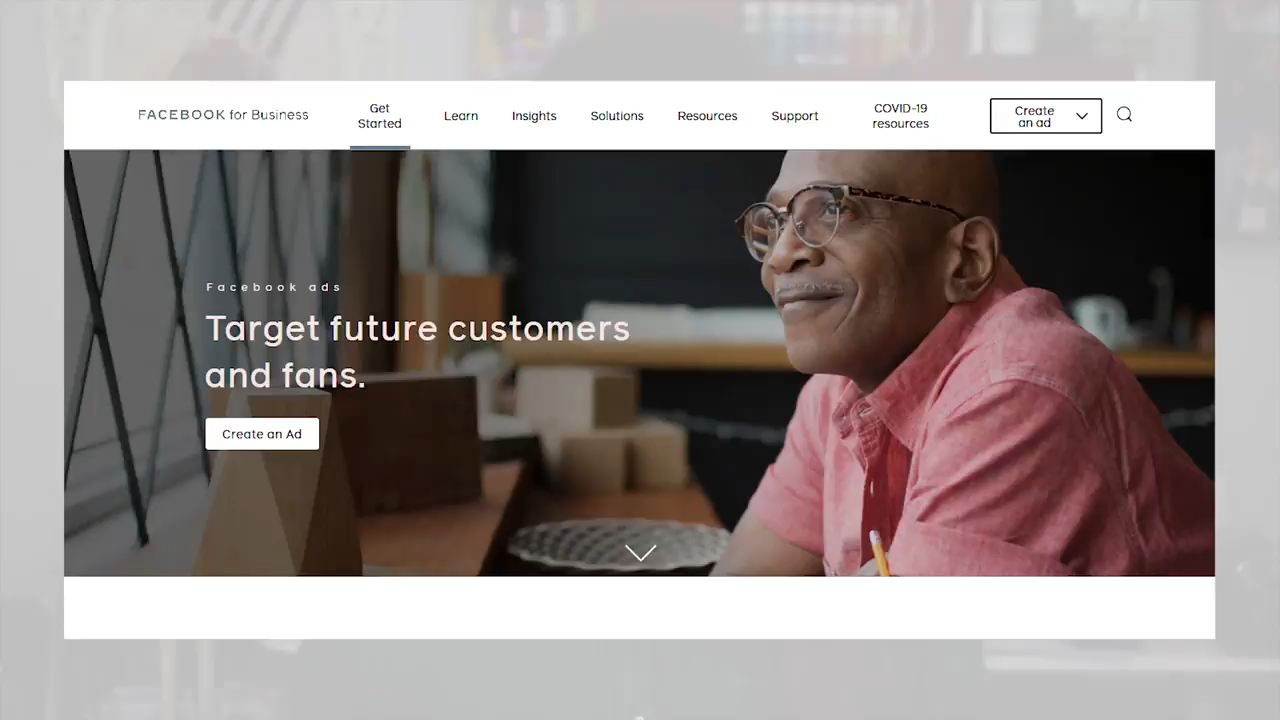 FACEBOOK for Business
Get
Started
Learn
Insights
Solutions
Resources
Support
COVID-19
resources
Create
an ad
Facebook ads
Target future customers
and fans.
Create an Ad